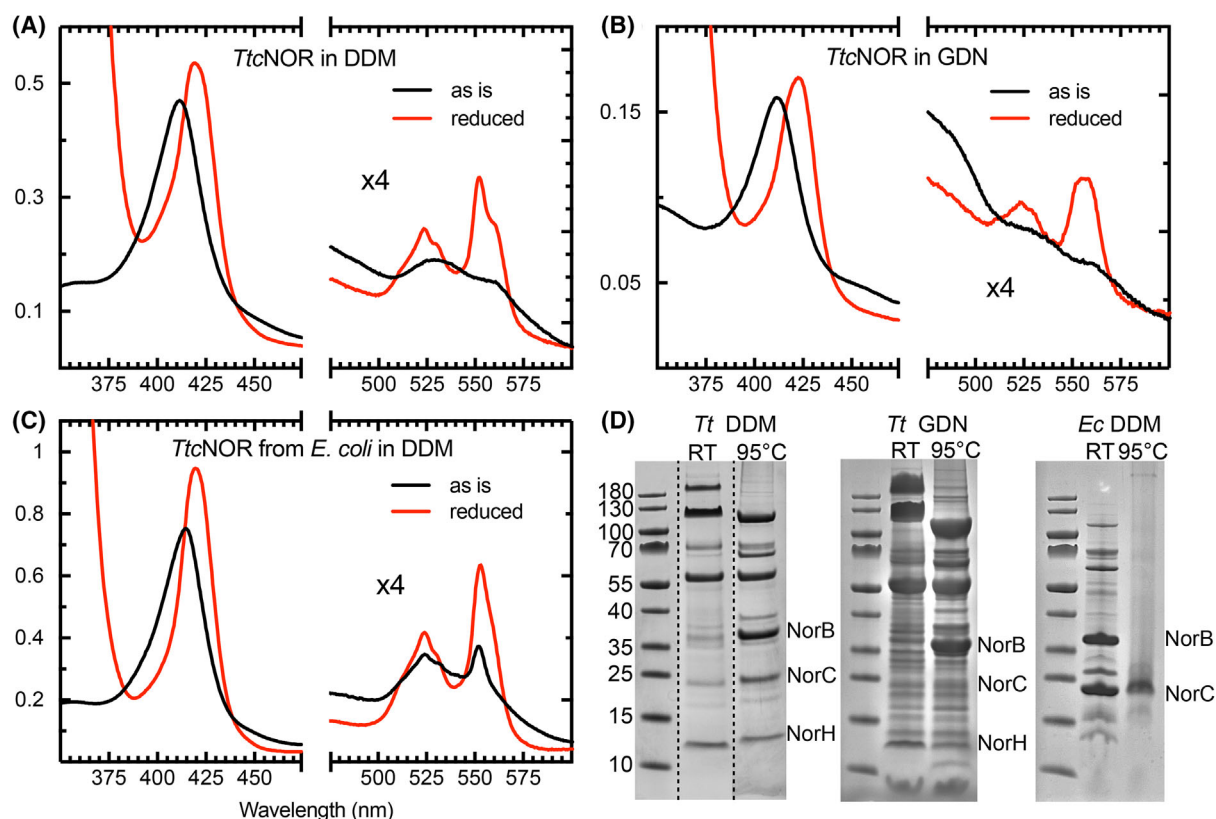 (A)
TtcNOR in DDM
as is
reduced
x4
0.5
0.3
0.1
375 400 425 450 500 525 550 575
(B)
TtcNOR in GDN
as is
reduced
x4
0.15
0.05
375 400 425 450 500 525 550 575
(C)
TtcNOR from E. coli in DDM
as is
reduced
x4
1
0.8
0.6
0.4
0.2
375 400 425 450 500 525 550 575
Wavelength (nm)
(D)
Tt DDM
RT 95°C
180
130
100
70
55
40
35
25
15
10
NorB
NorC
NorH
Tt GDN
RT 95°C
NorB
NorC
NorH
Ec DDM
RT 95°C
NorB
NorC